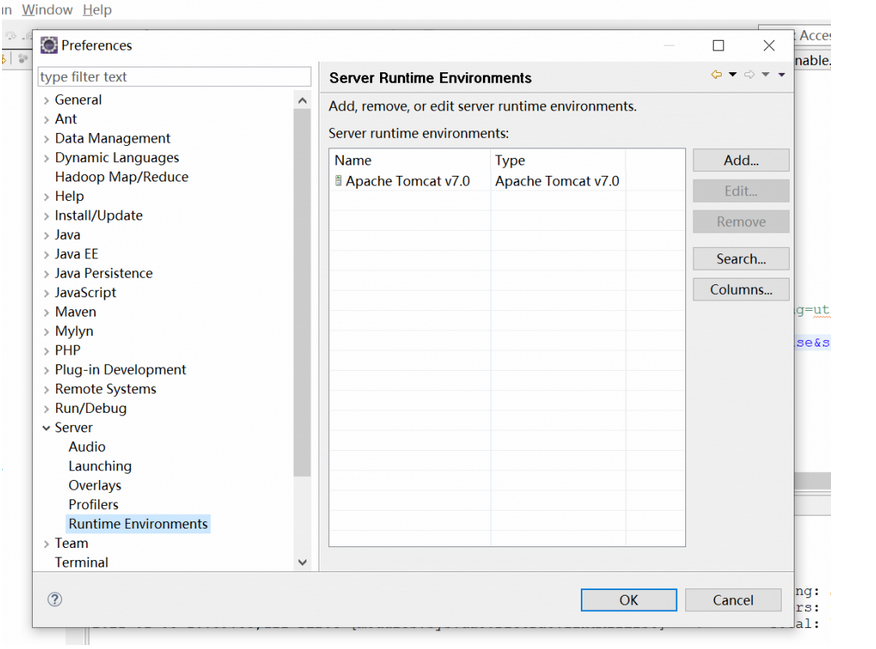 Window Help
Preferences
type filter text
General
Ant
Data Management
Dynamic Languages
Hadoop Map/Reduce
Help
Install/Update
Java
Java EE
Java Persistence
JavaScript
Maven
Mylyn
PHP
Plug-in Development
Remote Systems
Run/Debug
Server
Audio
Launching
Overlays
Profilers
Runtime Environments
Team
Terminal
Server Runtime Environments
Add, remove, or edit server runtime environments.
Server runtime environments:
Name Type
Apache Tomcat v7.0 Apache Tomcat v7.0
Add...
Edit...
Remove
Search...
Columns...
OK Cancel
nable.
g=ut
se&s
ng:
rs:
al: